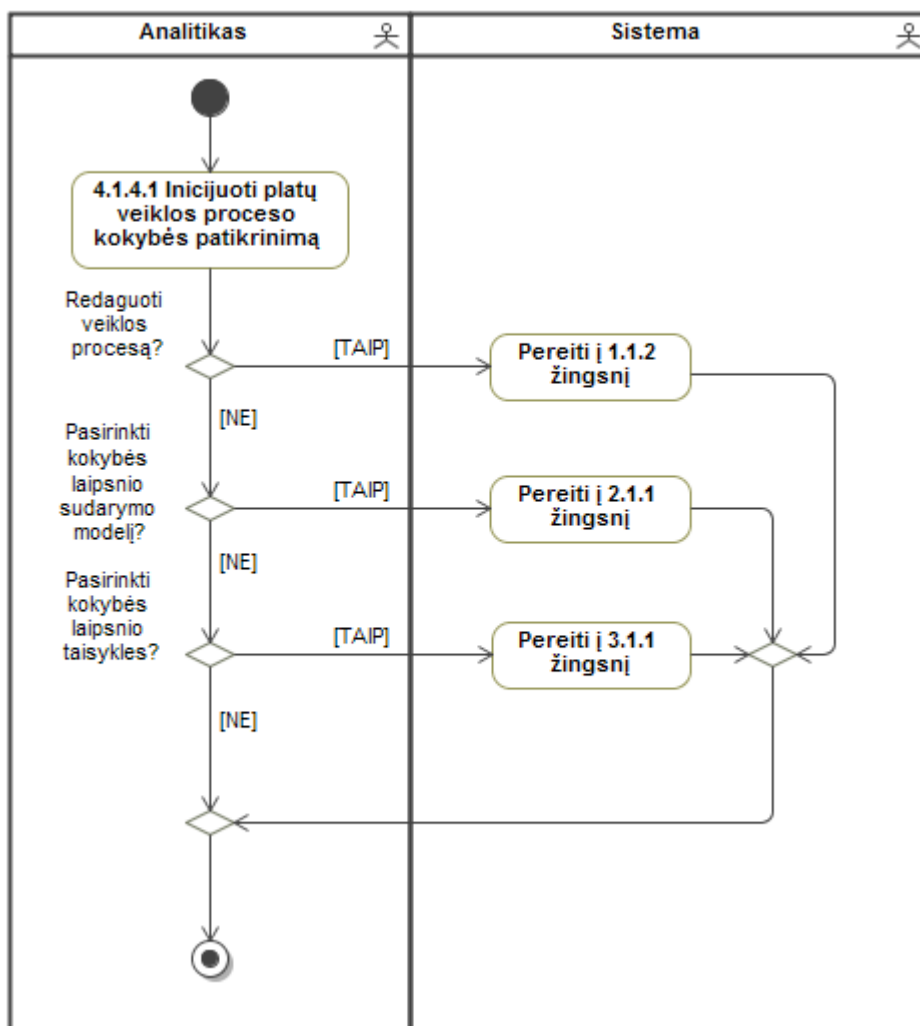 Analitikas
Sistema
4.1.4.1 Inicijuoti platų
veiklos proceso
kokybės patikrinimą
Redaguoti
veiklos
procesą?
[TAIP]
Pereiti į 1.1.2
žingsnį
[NE]
Pasirinkti
kokybės
laipsnio
sudarymo
modelį?
[TAIP]
Pereiti į 2.1.1
žingsnį
[NE]
Pasirinkti
kokybės
laipsnio
taisykles?
[TAIP]
Pereiti į 3.1.1
žingsnį
[NE]